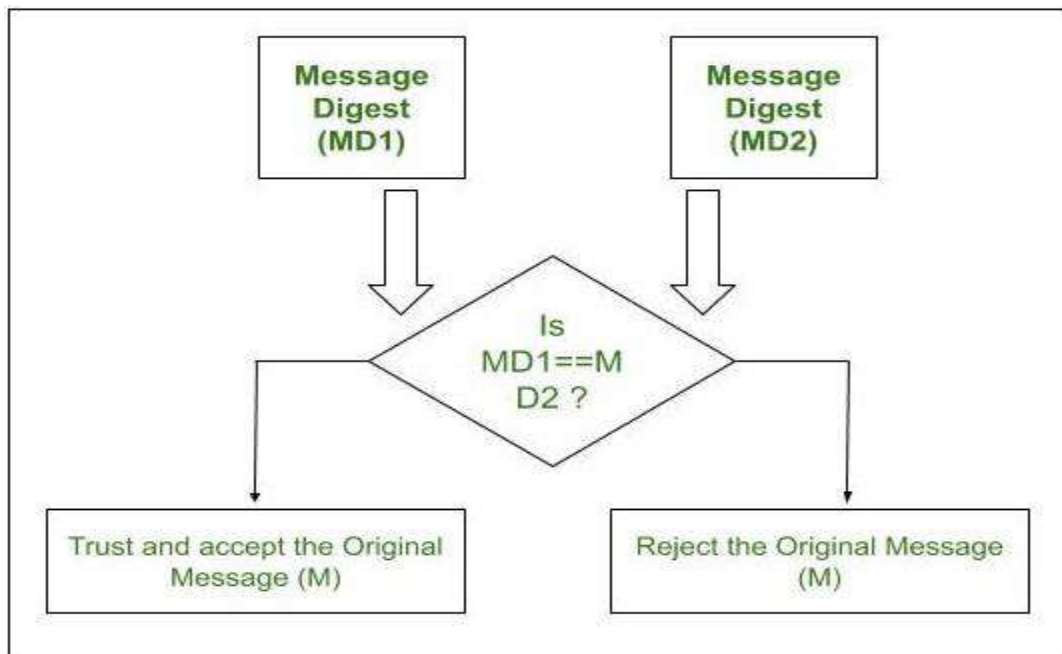 Message
Digest
(MD1)
Message
Digest
(MD2)
Is
MD1==M
D2 ?
Trust and accept the Original
Message (M)
Reject the Original Message
(M)